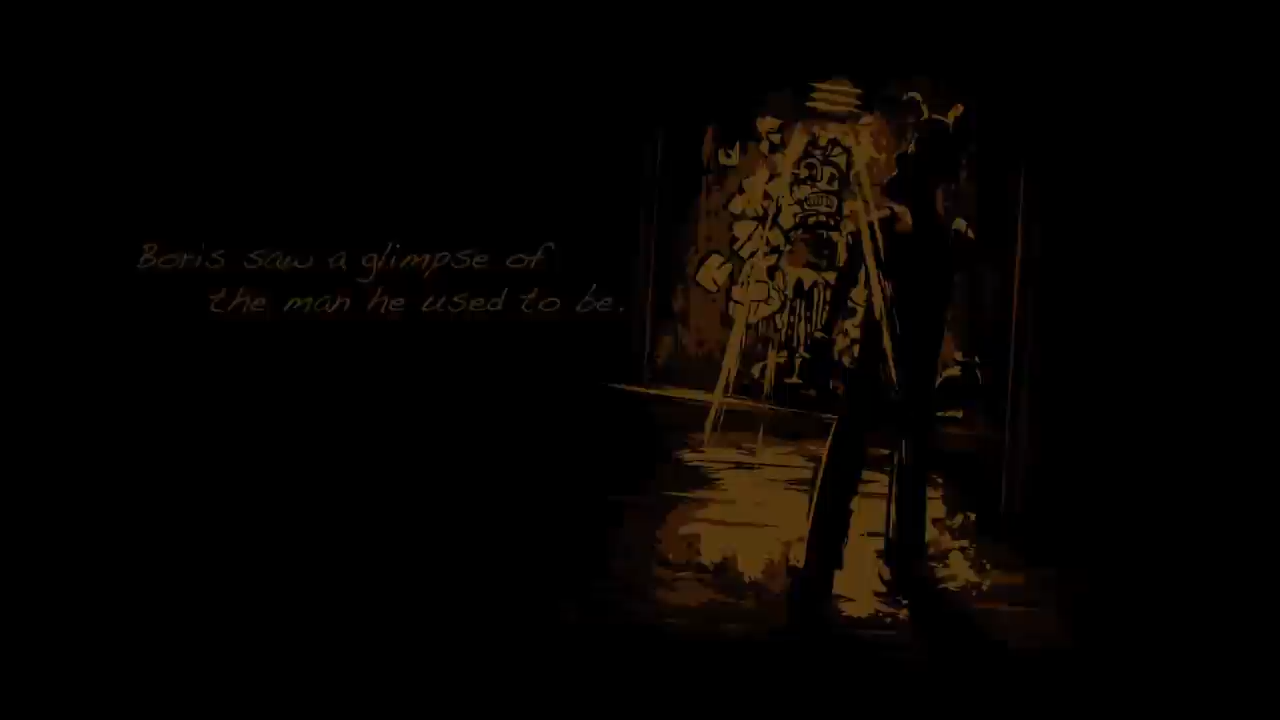 Boris saw a glimpse of
the man he used to be.